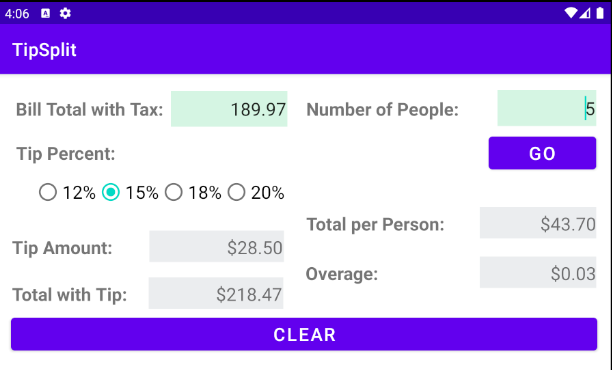 4:06
TipSplit
Bill Total with Tax: 189.97 Number of People: 5
Tip Percent: GO
12% 15% 18% 20%
Total per Person: $43.70
Tip Amount: $28.50
Overage: $0.03
Total with Tip: $218.47
CLEAR